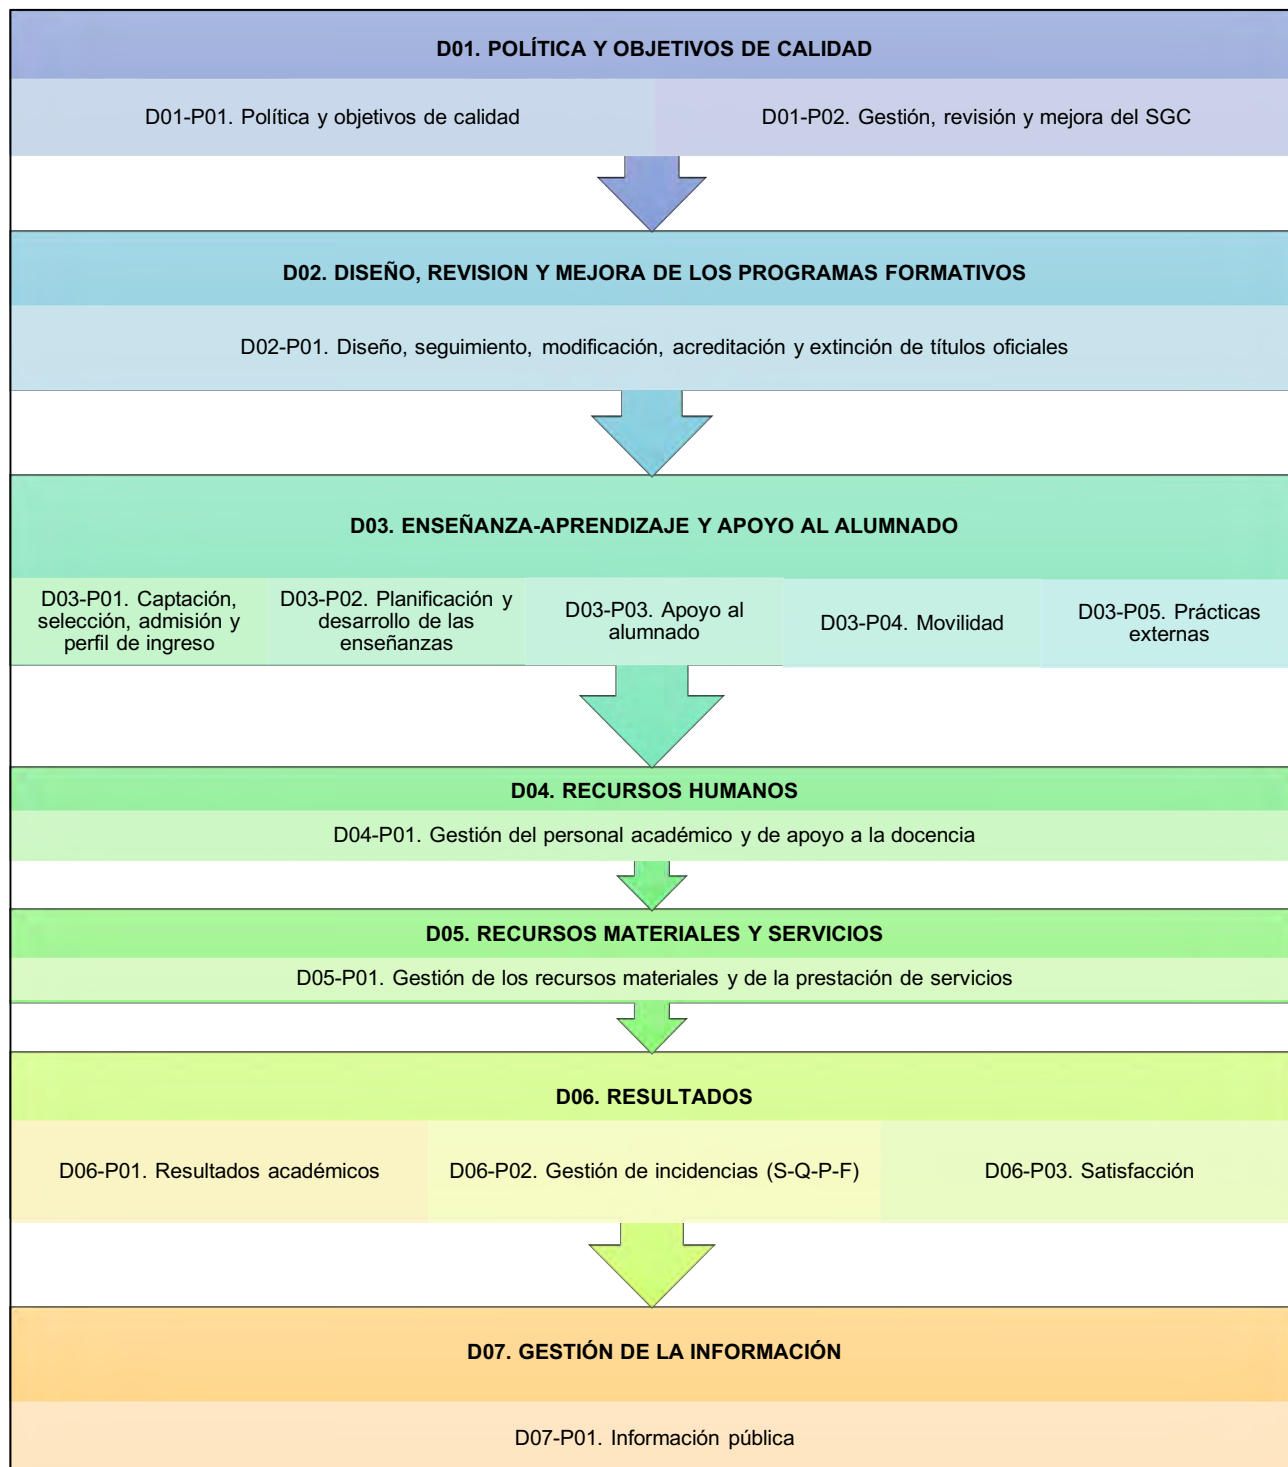 D01. POLÍTICA Y OBJETIVOS DE CALIDAD
D01-P01. Política y objetivos de calidad
D01-P02. Gestión, revisión y mejora del SGC
D02. DISEÑO, REVISION Y MEJORA DE LOS PROGRAMAS FORMATIVOS
D02-P01. Diseño, seguimiento, modificación, acreditación y extinción de títulos oficiales
D03. ENSEÑANZA-APRENDIZAJE Y APOYO AL ALUMNADO
D03-P01. Captación,
selección, admisión y
perfil de ingreso
D03-P02. Planificación y
desarrollo de las
enseñanzas
D03-P03. Apoyo al
alumnado
D03-P04. Movilidad
D03-P05. Prácticas
externas
D04. RECURSOS HUMANOS
D04-P01. Gestión del personal académico y de apoyo a la docencia
D05. RECURSOS MATERIALES Y SERVICIOS
D05-P01. Gestión de los recursos materiales y de la prestación de servicios
D06. RESULTADOS
D06-P01. Resultados académicos
D06-P02. Gestión de incidencias (S-Q-P-F)
D06-P03. Satisfacción
D07. GESTIÓN DE LA INFORMACIÓN
D07-P01. Información pública